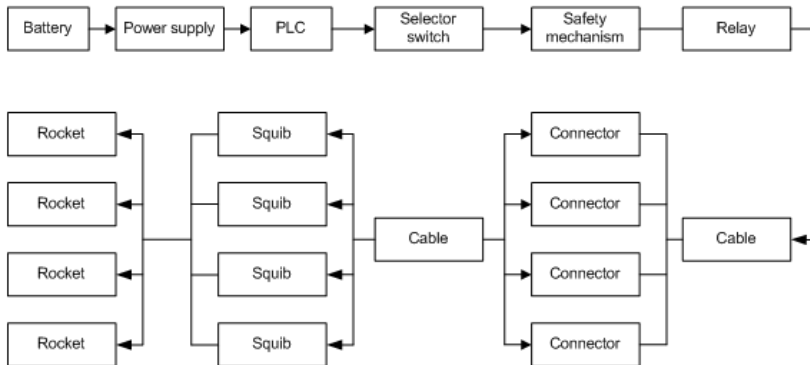 Battery
Power supply
PLC
Selector
switch
Safety
mechanism
Relay
Rocket
Squib
Connector
Rocket
Squib
Connector
Cable
Cable
Rocket
Squib
Connector
Rocket
Squib
Connector